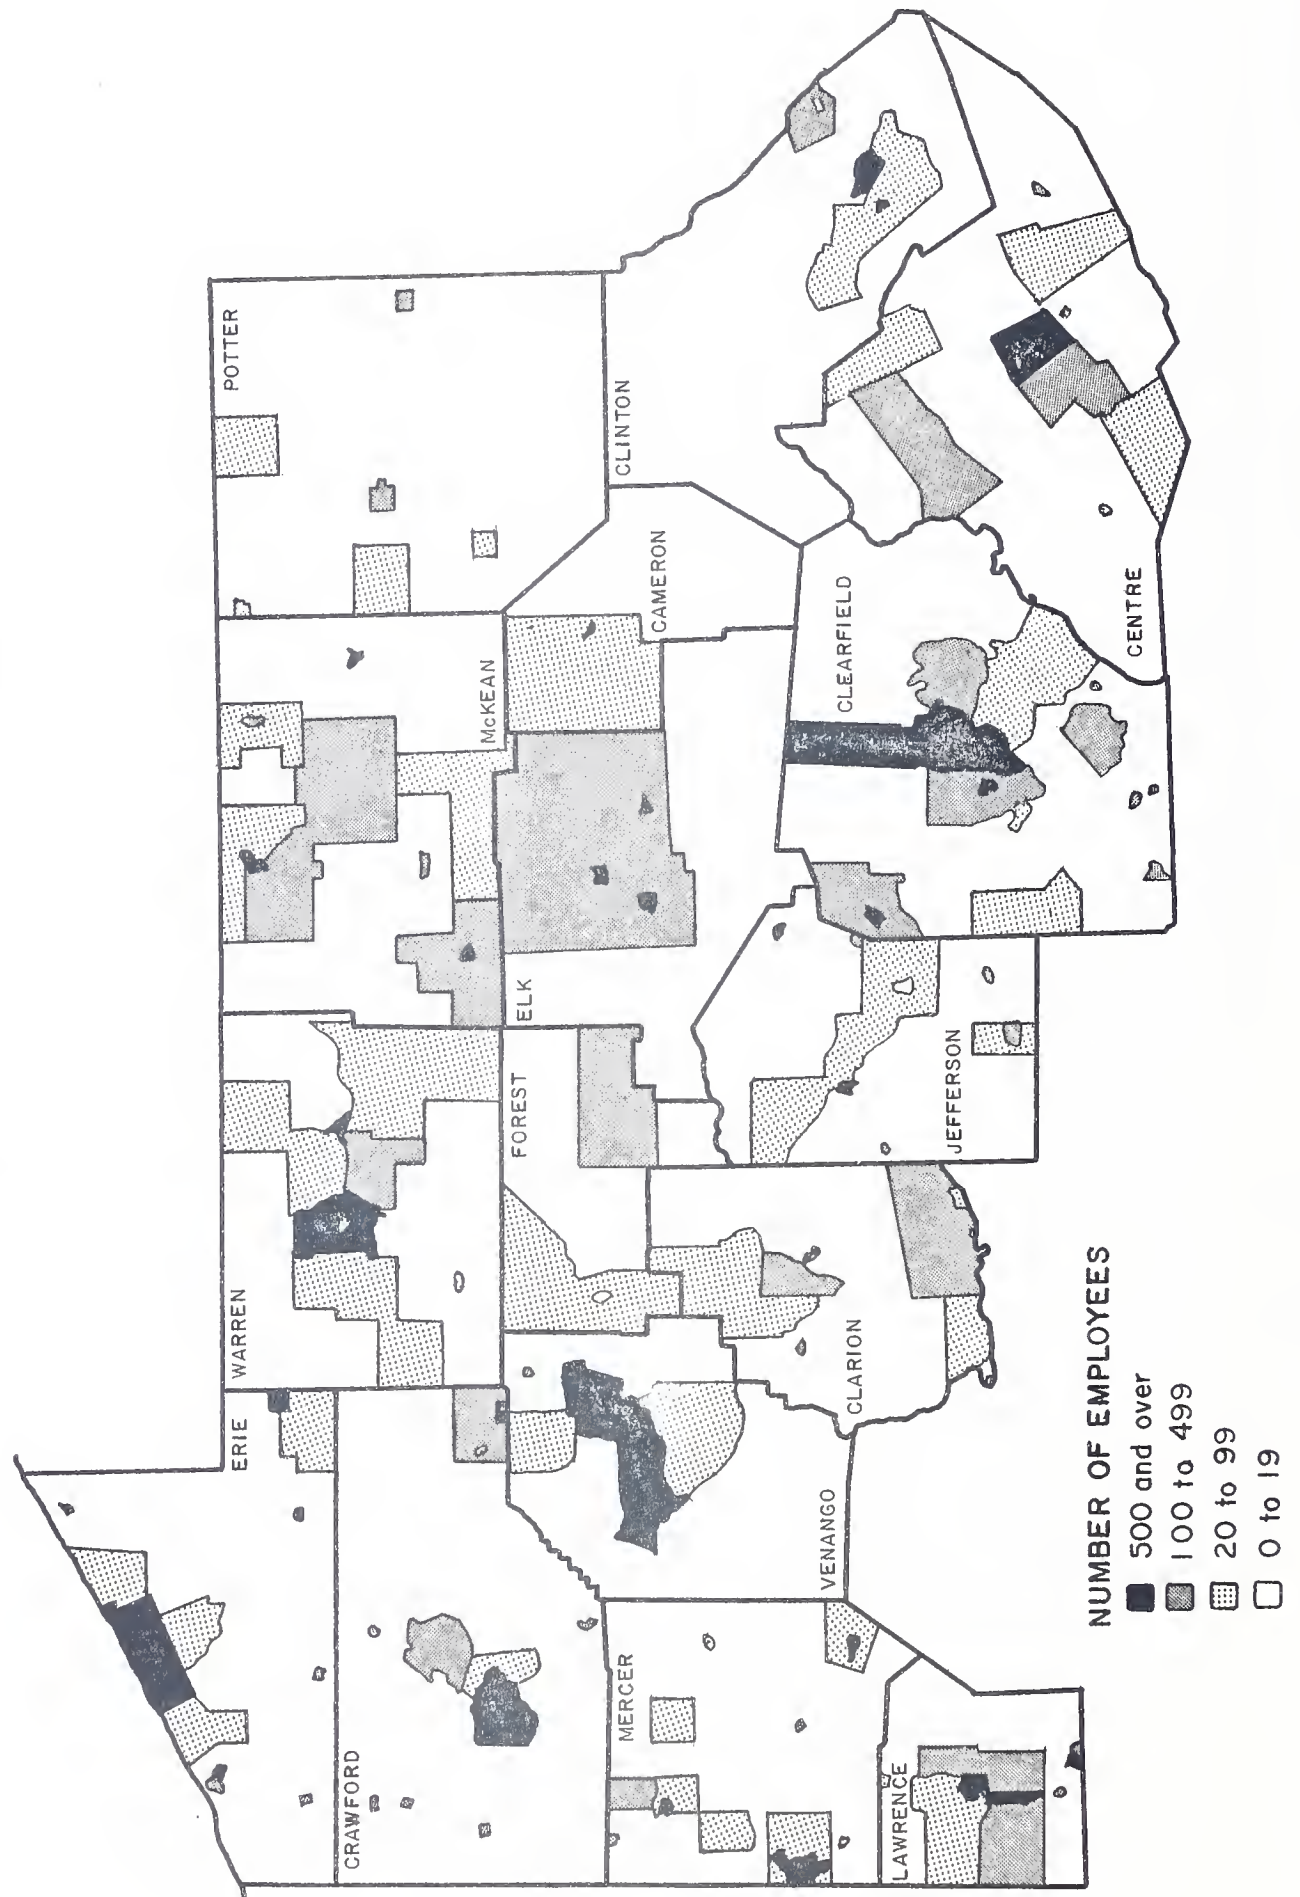 ERIE
CRAWFORD
WARREN
McKEAN
POTTER
MERCER
VENANGO
FOREST
ELK
CAMERON
CLINTON
LAWRENCE
CLARION
JEFFERSON
CLEARFIELD
CENTRE
NUMBER OF EMPLOYEES
500 and over
100 to 499
20 to 99
0 to 19